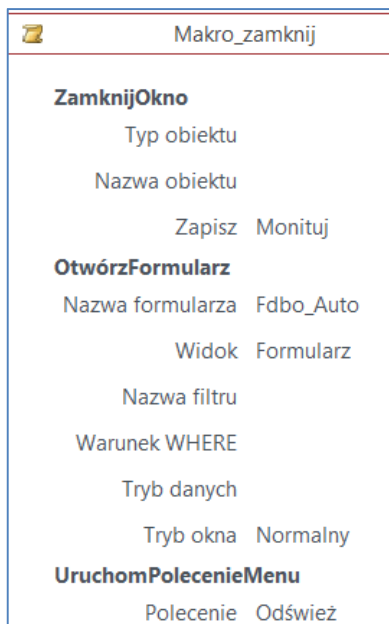 Makro_zamknij
ZamknijOkno
Typ obiektu
Nazwa obiektu
Zapisz Monituj
OtwórzFormularz
Nazwa formularza Fdbo_Auto
Widok Formularz
Nazwa filtru
Warunek WHERE
Tryb danych
Tryb okna Normalny
UruchomPolecenieMenu
Polecenie Odśwież